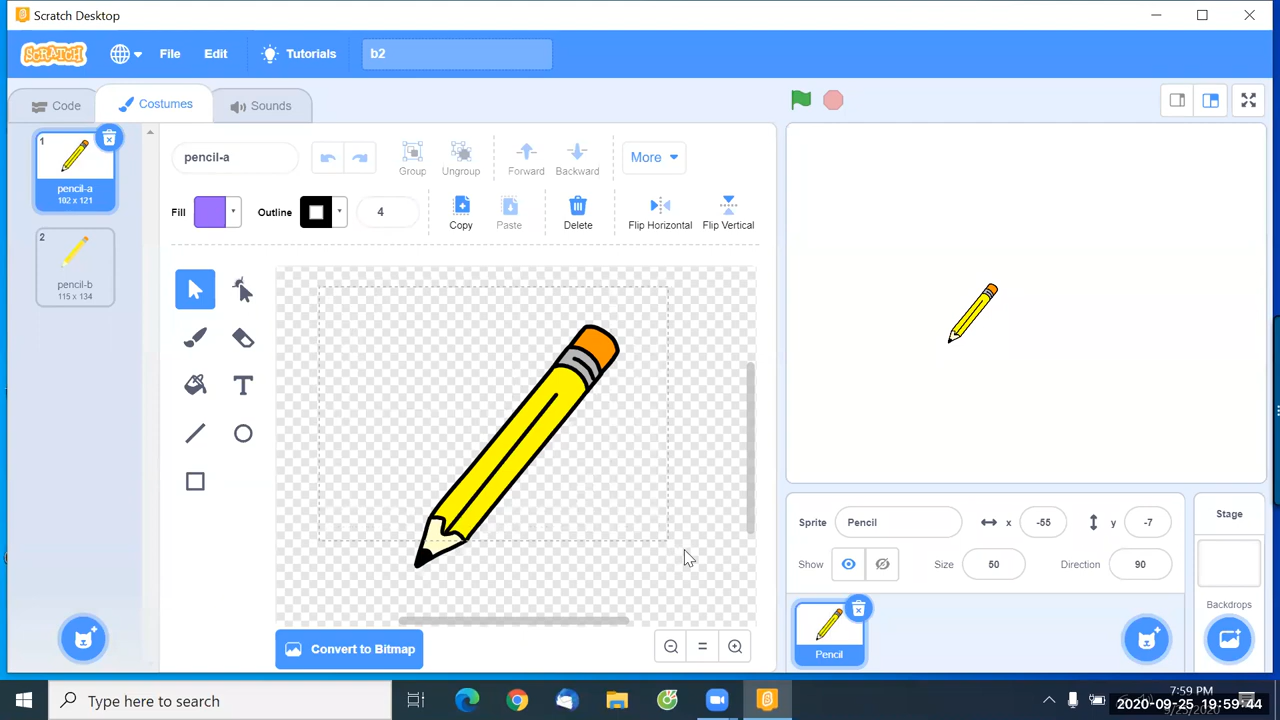 Scratch Desktop
SCRATCH
File
Edit
Tutorials
b2
Code
Costumes
Sounds
1
pencil-a
102 x 121
2
pencil-b
115 x 134
pencil-a
Group
Ungroup
Forward
Backward
More
Fill
Outline
4
Copy
Paste
Delete
Flip Horizontal
Flip Vertical
T
Convert to Bitmap
Sprite
Pencil
x
-55
y
-7
Show
Size
50
Direction
90
Pencil
Stage
Backdrops
Type here to search
7:59 PM
2020-09-25 19:59:44